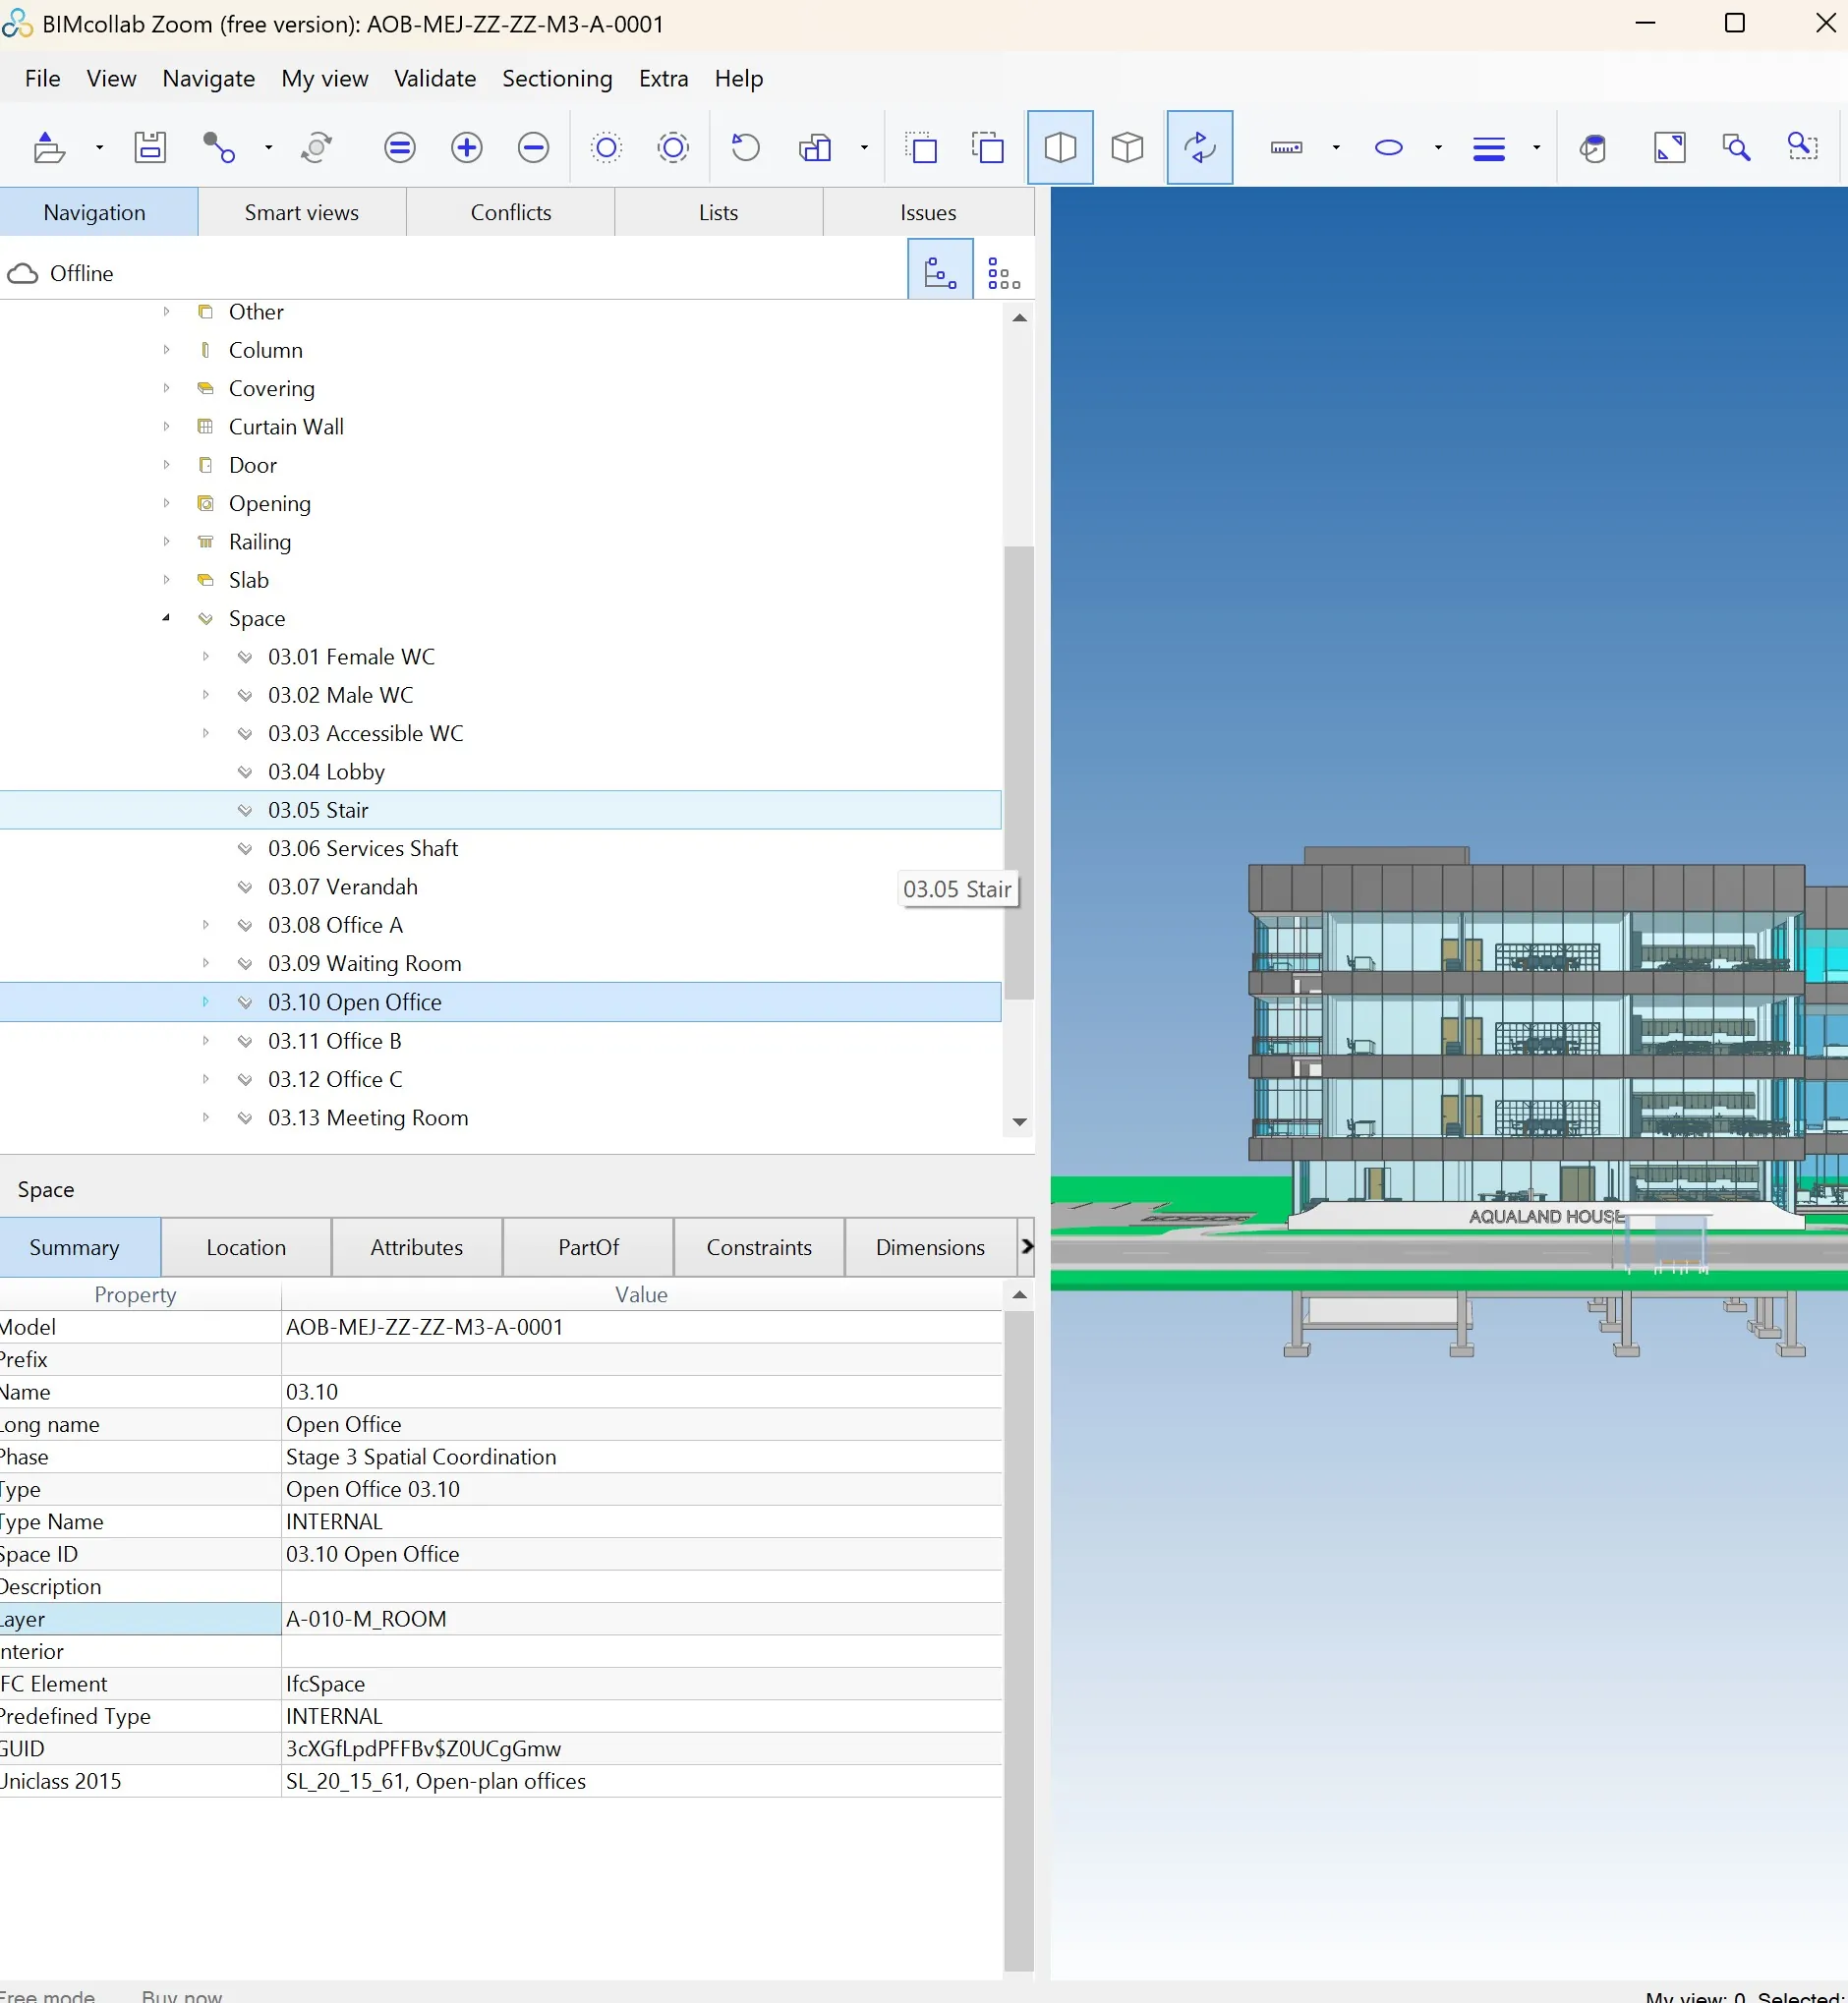 BIMcollab Zoom (free version): AOB-MEJ-ZZ-ZZ-M3-A-0001
File View Navigate My view Validate Sectioning Extra Help
Navigation Smart views Conflicts Lists Issues
Offline
Other
Column
Covering
Curtain Wall
Door
Opening
Railing
Slab
Space
03.01 Female WC
03.02 Male WC
03.03 Accessible WC
03.04 Lobby
03.05 Stair
03.06 Services Shaft
03.07 Verandah
03.05 Stair
03.08 Office A
03.09 Waiting Room
03.10 Open Office
03.11 Office B
03.12 Office C
03.13 Meeting Room
Space
Summary Location Attributes PartOf Constraints Dimensions
Property Value
Model AOB-MEJ-ZZ-ZZ-M3-A-0001
Prefix
Name 03.10
Long name Open Office
Phase Stage 3 Spatial Coordination
Type Open Office 03.10
Type Name INTERNAL
Space ID 03.10 Open Office
Description
Layer A-010-M_ROOM
Interior
IFC Element IfcSpace
Predefined Type INTERNAL
GUID 3cXGfLpdPFFBv$Z0UCgGmw
Uniclass 2015 SL_20_15_61, Open-plan offices
AQUALAND HOUSE
Free mode Buy now
My view: 0 Selected: